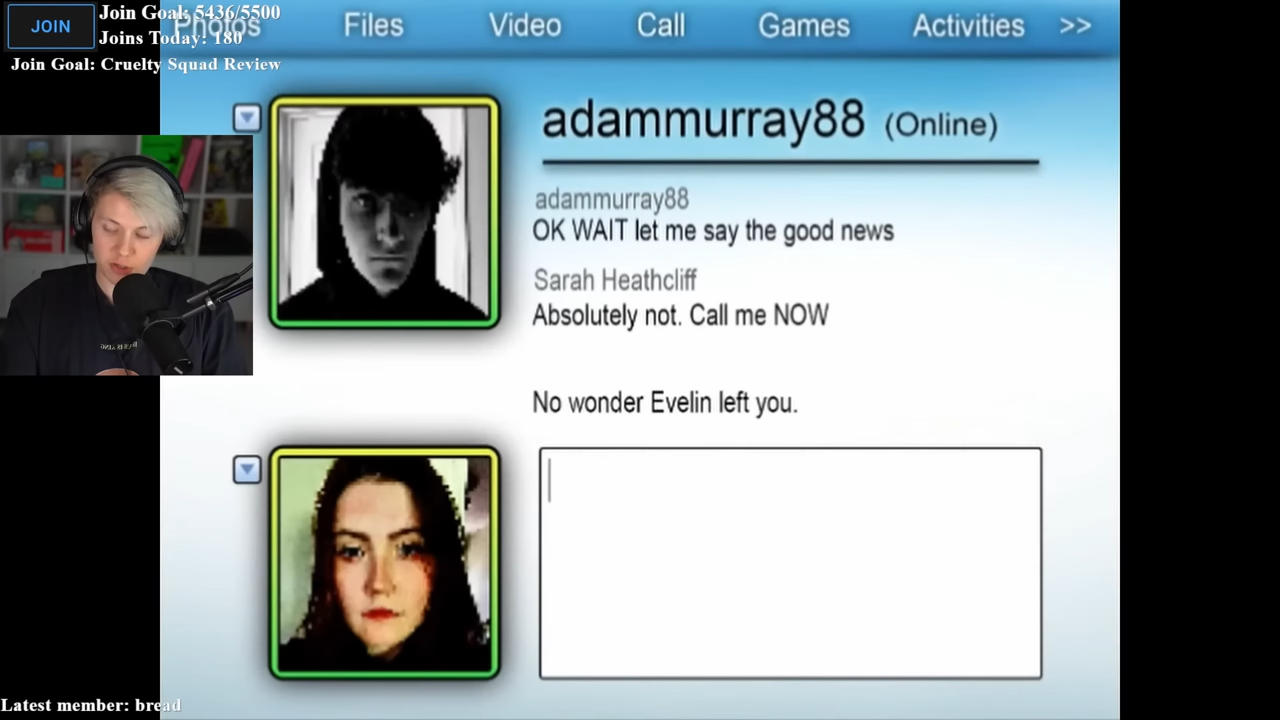 JOIN
Join Goal: 5436/5500
Joins Today: 180
Join Goal: Cruelty Squad Review
Photos Files Video Call Games Activities >>
adammurray88 (Online)
adammurray88
OK WAIT let me say the good news
Sarah Heathcliff
Absolutely not. Call me NOW
No wonder Evelin left you.
Latest member: bread